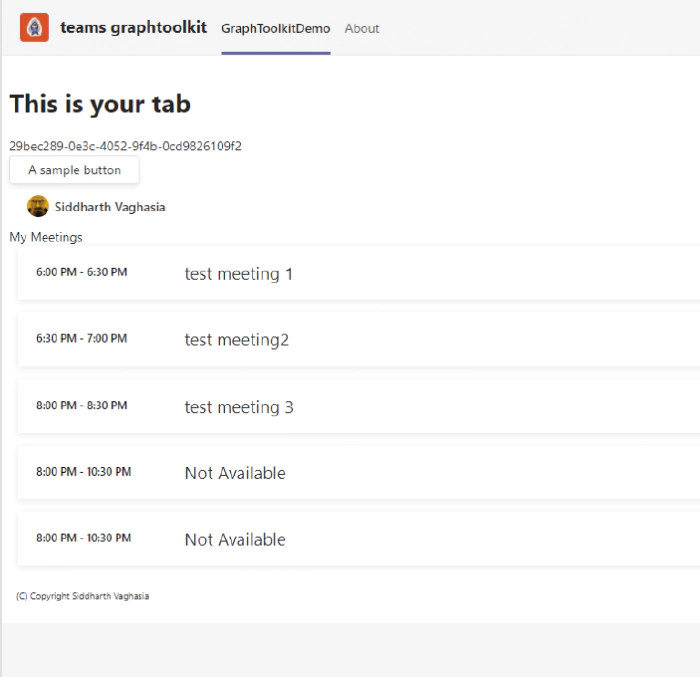 teams graphtoolkit GraphToolkitDemo About
This is your tab
29bec289-0e3c-4052-9f4b-0cd9826109f2
A sample button
Siddharth Vaghasia
My Meetings
6:00 PM - 6:30 PM test meeting 1
6:30 PM - 7:00 PM test meeting2
8:00 PM - 8:30 PM test meeting 3
8:00 PM - 10:30 PM Not Available
8:00 PM - 10:30 PM Not Available
(C) Copyright Siddharth Vaghasia